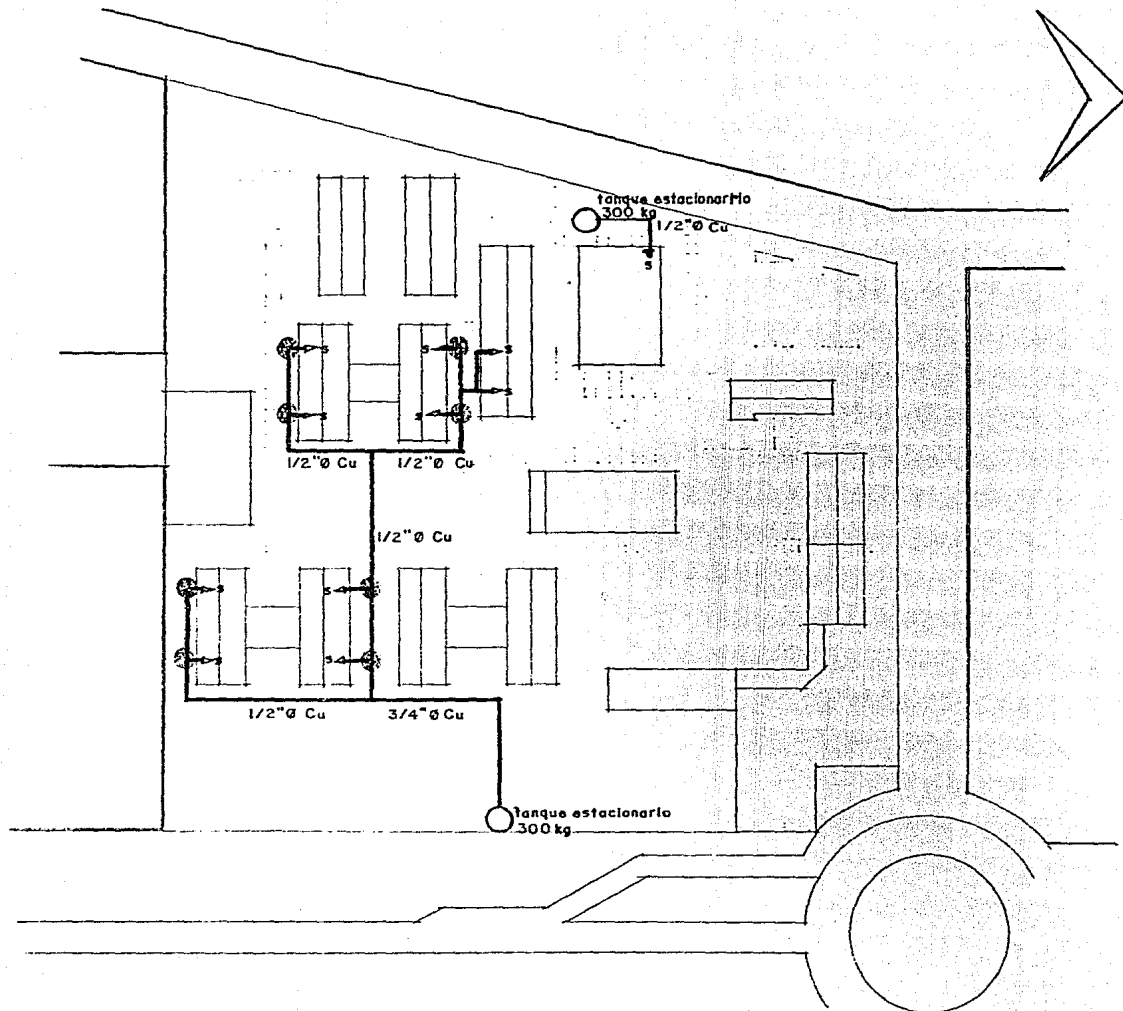 tanque estacionario
300 kg
1/2"Ø Cu
s
s
s
s
s
s
s
1/2"Ø Cu
1/2"Ø Cu
1/2"Ø Cu
s
s
s
s
1/2"Ø Cu
3/4"Ø Cu
tanque estacionario
300 kg